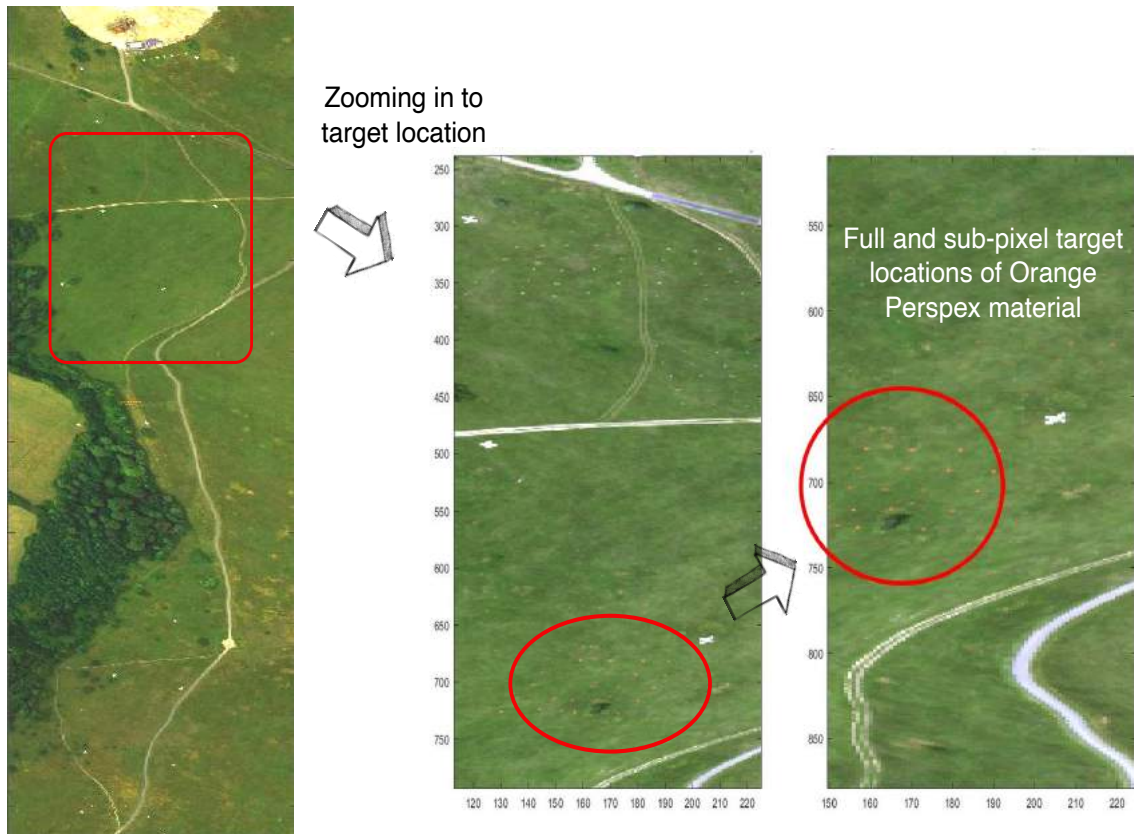 Zooming in to
target location
250
300
350
400
450
500
550
600
650
700
750
120 130 140 150 160 170 180 190 200 210 220
Full and sub-pixel target
locations of Orange
Perspex material
550
600
650
700
750
800
850
150 160 170 180 190 200 210 220